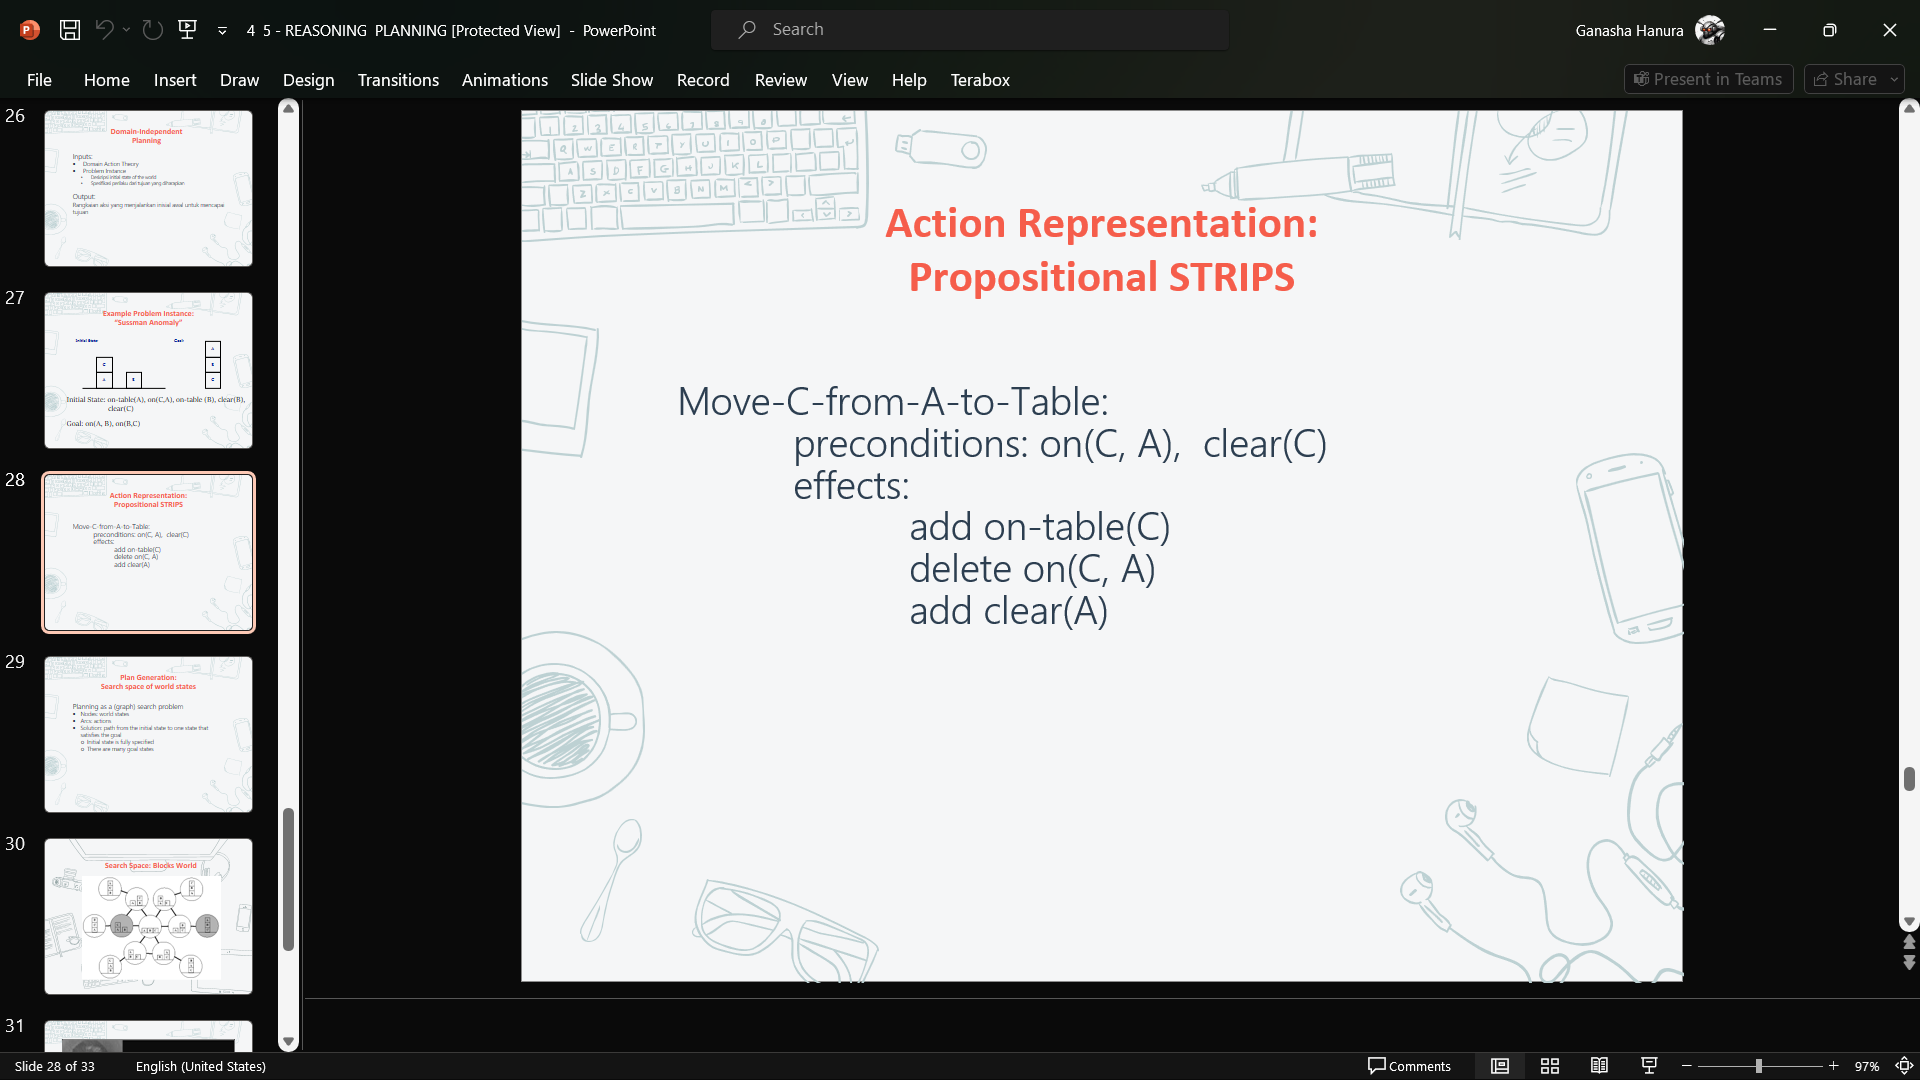 4 5 - REASONING PLANNING [Protected View] - PowerPoint
Search
Ganasha Hanura
File Home Insert Draw Design Transitions Animations Slide Show Record Review View Help Terabox
Present in Teams
Share
26
Domain-Independent
Planning
Inputs:
Domain Action Theory
Problem Instance
Deskripsi initial state of the world
Spesifikasi perilaku dari tujuan yang diharapkan
Output:
Rangkaian aksi yang menjalankan inisial awal untuk mencapai
tujuan
27
Example Problem Instance:
"Sussman Anomaly"
Initial State: on-table(A), on(C,A), on-table (B), clear(B),
clear(C)
Goal: on(A, B), on(B,C)
28
Action Representation:
Propositional STRIPS
Move-C-from-A-to-Table:
preconditions: on(C, A), clear(C)
effects:
add on-table(C)
delete on(C, A)
add clear(A)
29
Plan Generation:
Search space of world states
Planning as a (graph) search problem
Nodes: world states
Arcs: actions
Solution: path from the initial state to one state that
satisfies the goal
o Initial state is fully specified
o There are many goal states
30
Search Space: Blocks World
31
Action Representation:
Propositional STRIPS
Move-C-from-A-to-Table:
preconditions: on(C, A), clear(C)
effects:
add on-table(C)
delete on(C, A)
add clear(A)
Slide 28 of 33
English (United States)
Comments
97%